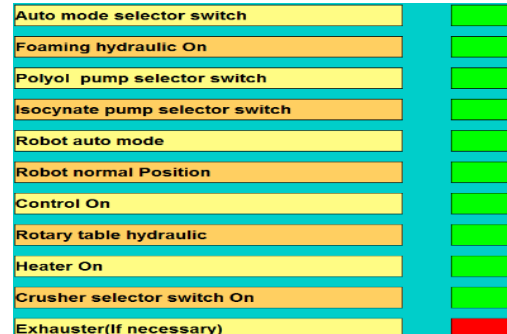 Auto mode selector switch
Foaming hydraulic On
Polyol pump selector switch
Isocynate pump selector switch
Robot auto mode
Robot normal Position
Control On
Rotary table hydraulic
Heater On
Crusher selector switch On
Exhauster(If necessary)